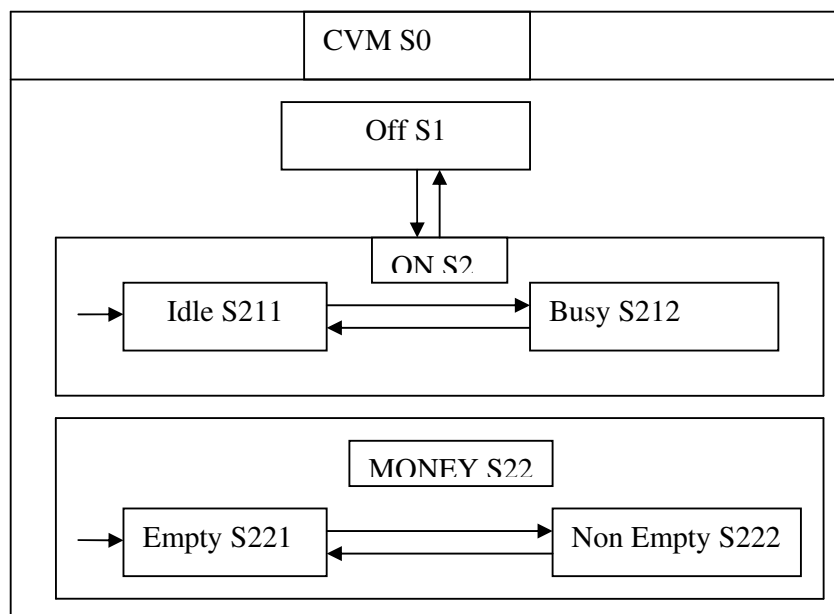 CVM S0
Off S1
ON S2
Idle S211
Busy S212
MONEY S22
Empty S221
Non Empty S222